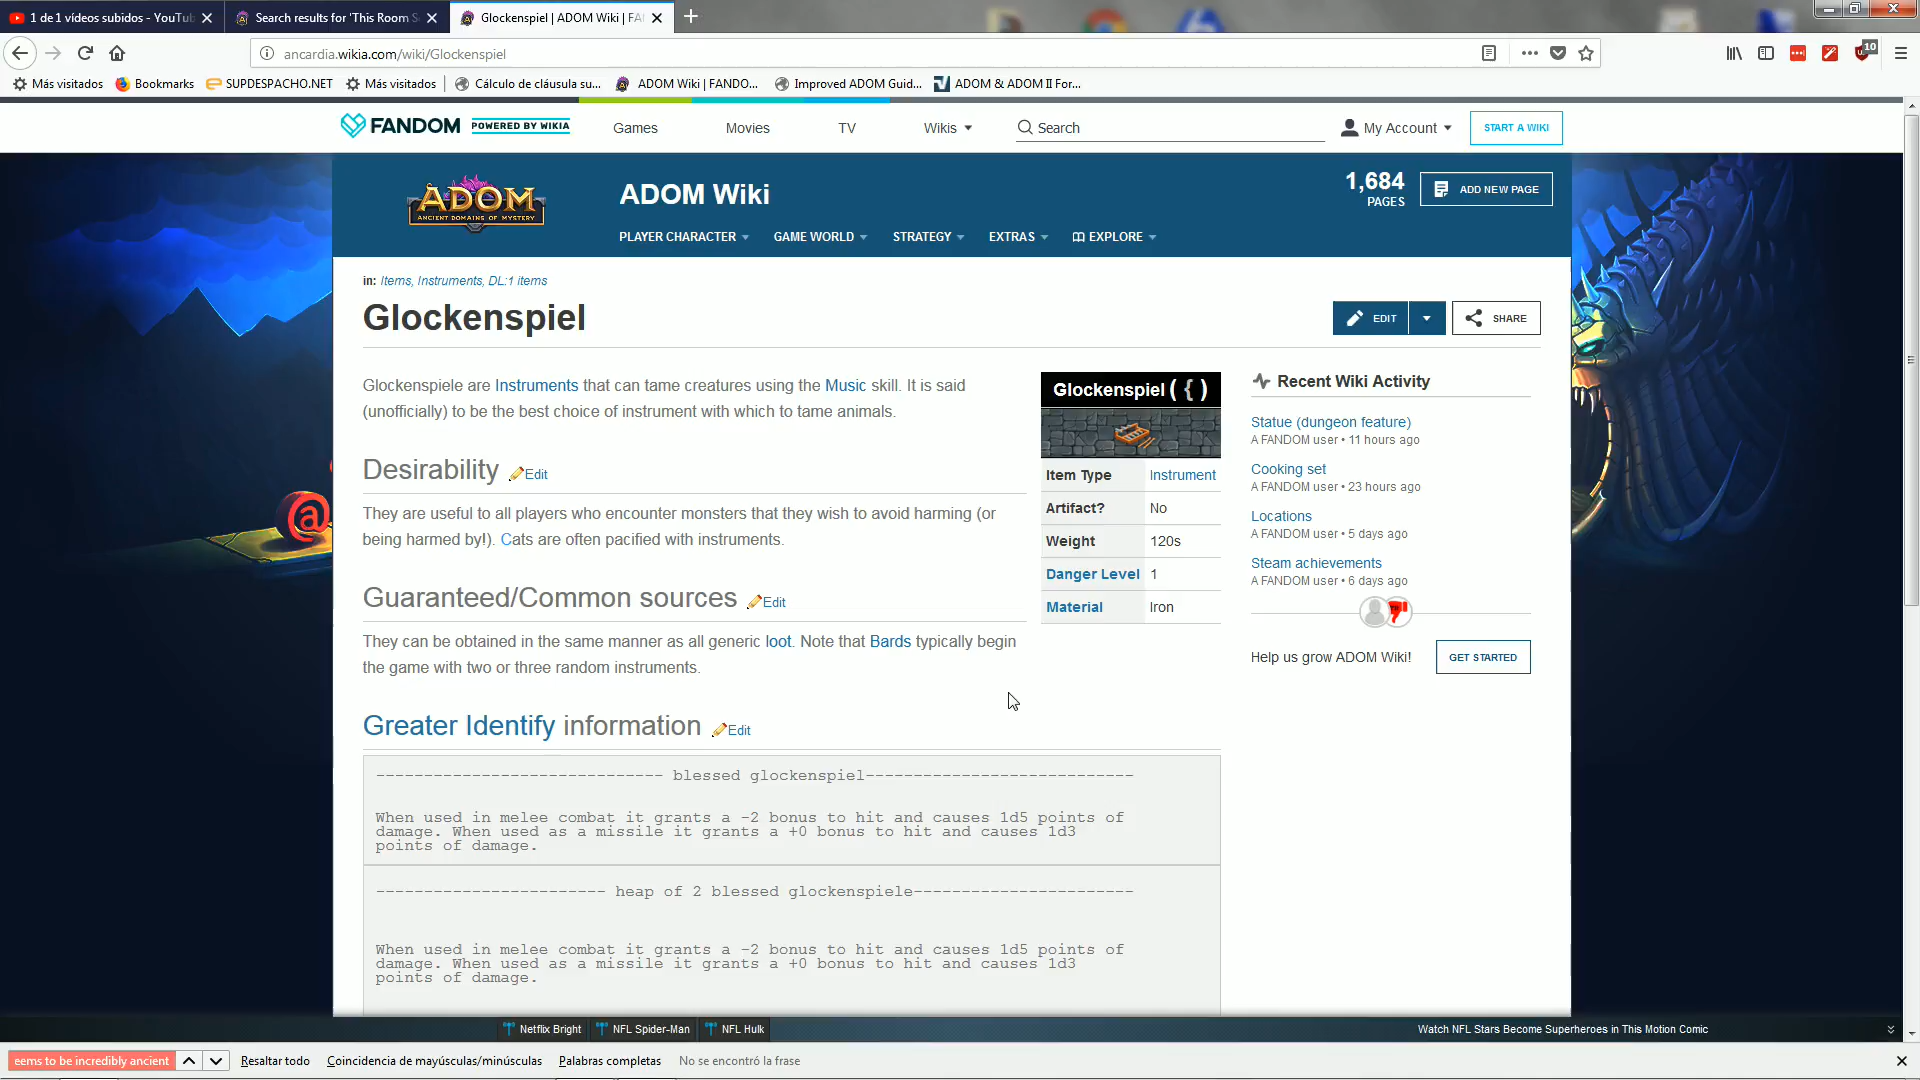 1 de 1 vídeos subidos - YouTu
Search results for 'This Room S
Glockenspiel | ADOM Wiki | FA
ancardia.wikia.com/wiki/Glockenspiel
10
Más visitados
Bookmarks
SUPDESPACHO.NET
Más visitados
Cálculo de cláusula su...
ADOM Wiki | FANDO...
Improved ADOM Guid...
ADOM & ADOM II For...
FANDOM POWERED BY WIKIA
Games
Movies
TV
Wikis
Search
My Account
START A WIKI
ADOM
ANCIENT DOMAINS OF MYSTERY
ADOM Wiki
1,684
PAGES
ADD NEW PAGE
PLAYER CHARACTER
GAME WORLD
STRATEGY
EXTRAS
EXPLORE
in: Items, Instruments, DL:1 items
Glockenspiel
EDIT
SHARE
Glockenspiele are Instruments that can tame creatures using the Music skill. It is said
(unofficially) to be the best choice of instrument with which to tame animals.
Desirability Edit
They are useful to all players who encounter monsters that they wish to avoid harming (or
being harmed by!). Cats are often pacified with instruments.
Guaranteed/Common sources Edit
They can be obtained in the same manner as all generic loot. Note that Bards typically begin
the game with two or three random instruments.
Glockenspiel ( { )
Item Type Instrument
Artifact? No
Weight 120s
Danger Level 1
Material Iron
Greater Identify information Edit
------------------------------ blessed glockenspiel----------------------------
When used in melee combat it grants a -2 bonus to hit and causes 1d5 points of
damage. When used as a missile it grants a +0 bonus to hit and causes 1d3
points of damage.
------------------------ heap of 2 blessed glockenspiele-----------------------
When used in melee combat it grants a -2 bonus to hit and causes 1d5 points of
damage. When used as a missile it grants a +0 bonus to hit and causes 1d3
points of damage.
Recent Wiki Activity
Statue (dungeon feature)
A FANDOM user • 11 hours ago
Cooking set
A FANDOM user • 23 hours ago
Locations
A FANDOM user • 5 days ago
Steam achievements
A FANDOM user • 6 days ago
Help us grow ADOM Wiki!
GET STARTED
@
Netflix Bright
NFL Spider-Man
NFL Hulk
Watch NFL Stars Become Superheroes in This Motion Comic
eems to be incredibly ancient
Resaltar todo
Coincidencia de mayúsculas/minúsculas
Palabras completas
No se encontró la frase